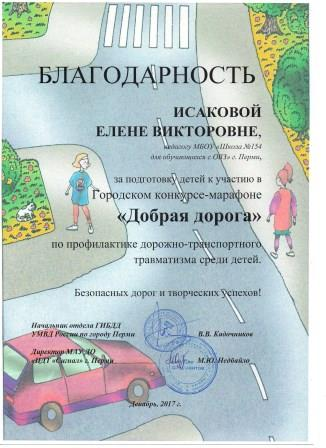 БЛАГОДАРНОСТЬ
ИСАКОВОЙ
ЕЛЕНЕ ВИКТОРОВНЕ,
педагогу МБОУ «Школа №154
для обучающихся с ОВЗ» г. Перми,
за подготовку детей к участию в
Городском конкурсе-марафоне
«Добрая дорога»
по профилактике дорожно-транспортного
травматизма среди детей.
Безопасных дорог и творческих успехов!
Начальник отдела ГИБДД
УМВД России по городу Перми В.В. Кадочников
Директор МАУ ДО
«ЦДТ «Сигнал» г. Перми М.Ю. Недбайло
Декабрь, 2017 г.